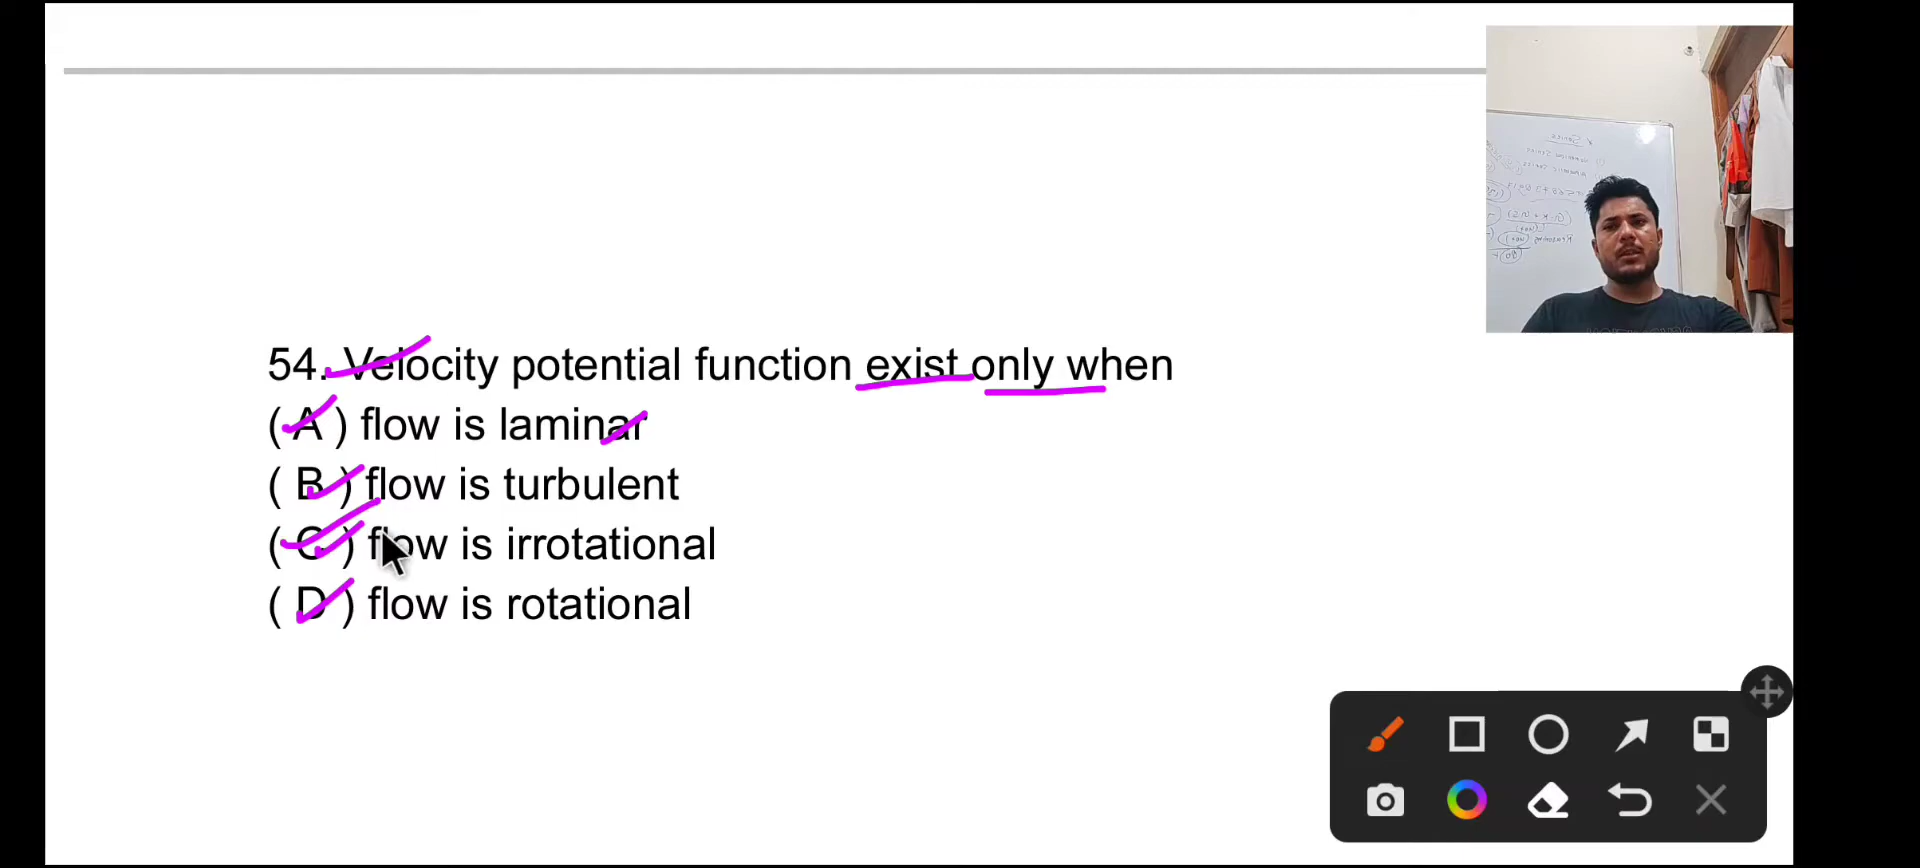 54. Velocity potential function exist only when
( A ) flow is laminar
( B ) flow is turbulent
( C ) flow is irrotational
( D ) flow is rotational